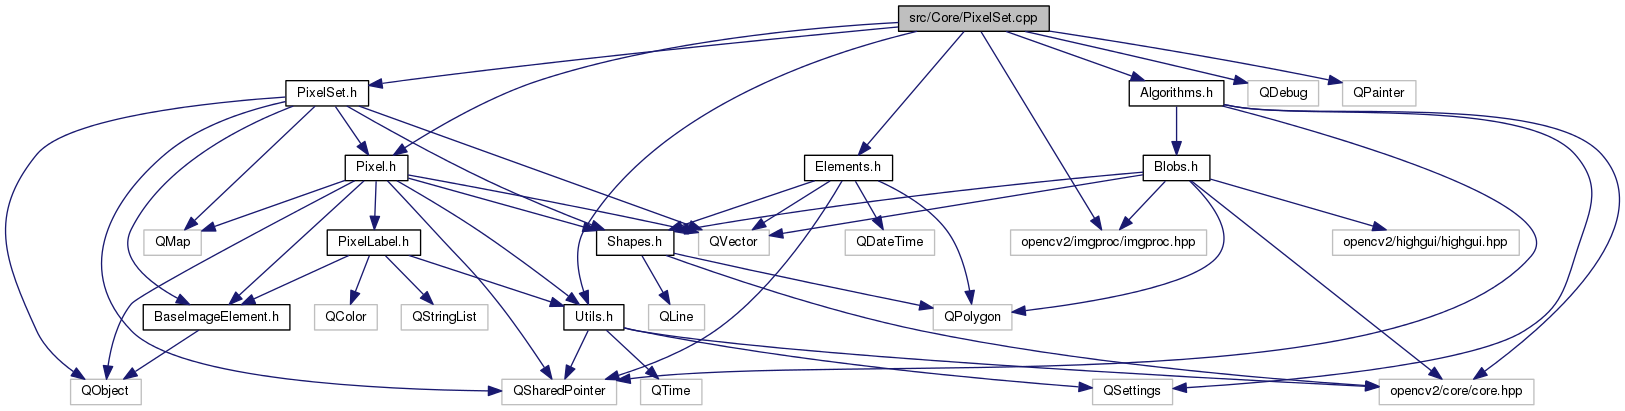 src/Core/PixelSet.cpp
PixelSet.h
Algorithms.h
QDebug
QPainter
Pixel.h
Elements.h
Blobs.h
QMap
PixelLabel.h
Shapes.h
QVector
QDateTime
opencv2/imgproc/imgproc.hpp
opencv2/highgui/highgui.hpp
BaseImageElement.h
QColor
QStringList
Utils.h
QLine
QPolygon
QObject
QSharedPointer
QTime
QSettings
opencv2/core/core.hpp